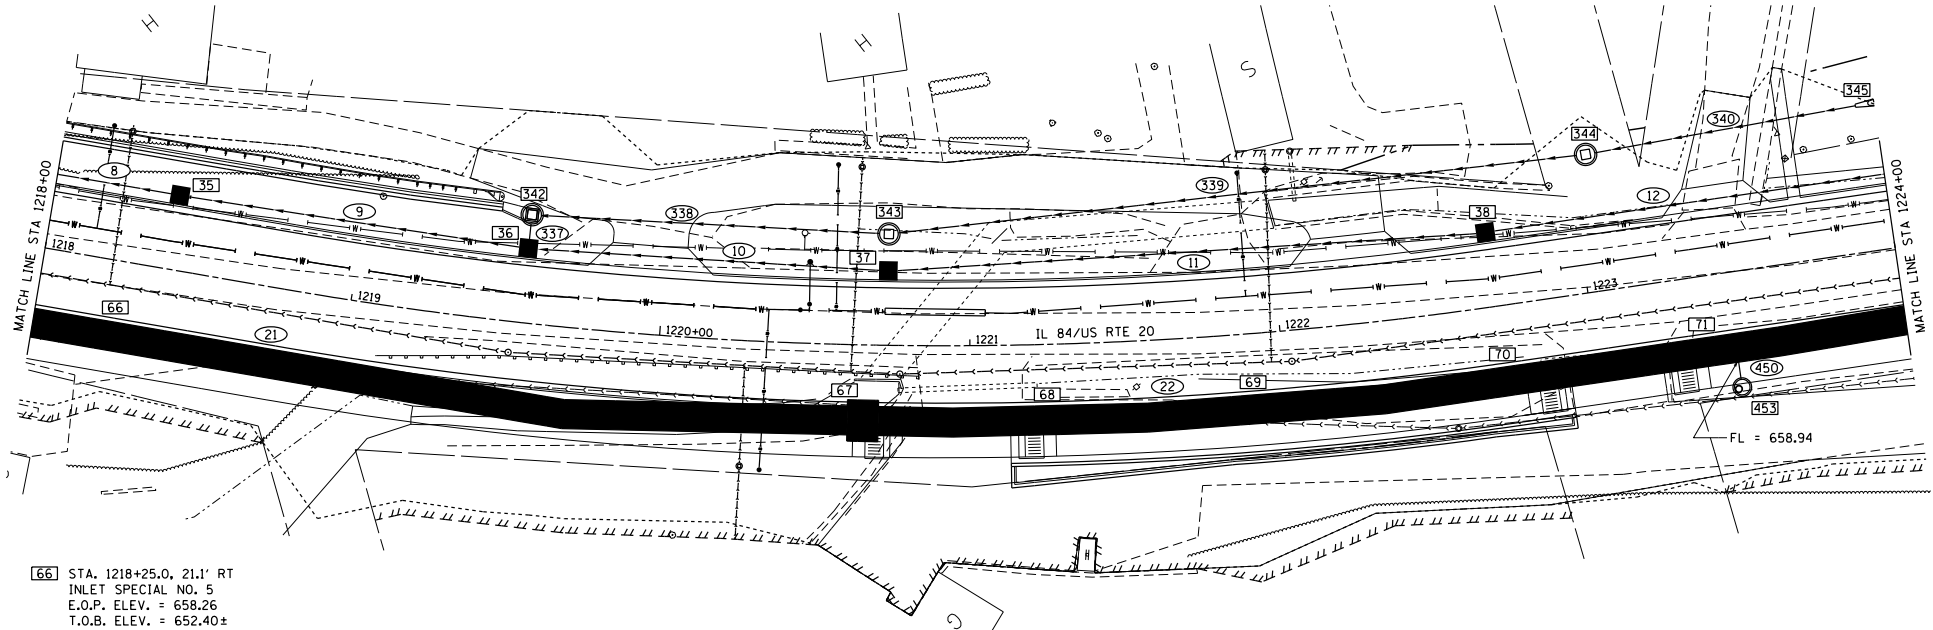 H
H
S
345
340
344
MATCH LINE STA 1218+00
8
35
9
342
338
339
343
12
38
36
337
10
37
11
MATCH LINE STA 1224+00
1218
1219
1220+00
1221
IL 84/US RTE 20
1222
1223
66
21
67
68
22
69
70
71
450
453
FL = 658.94
H
G
66 STA. 1218+25.0, 21.1' RT
INLET SPECIAL NO. 5
E.O.P. ELEV. = 658.26
T.O.B. ELEV. = 652.40±
W W W W W W W W W W
W W W W W W W W W W W W W W W